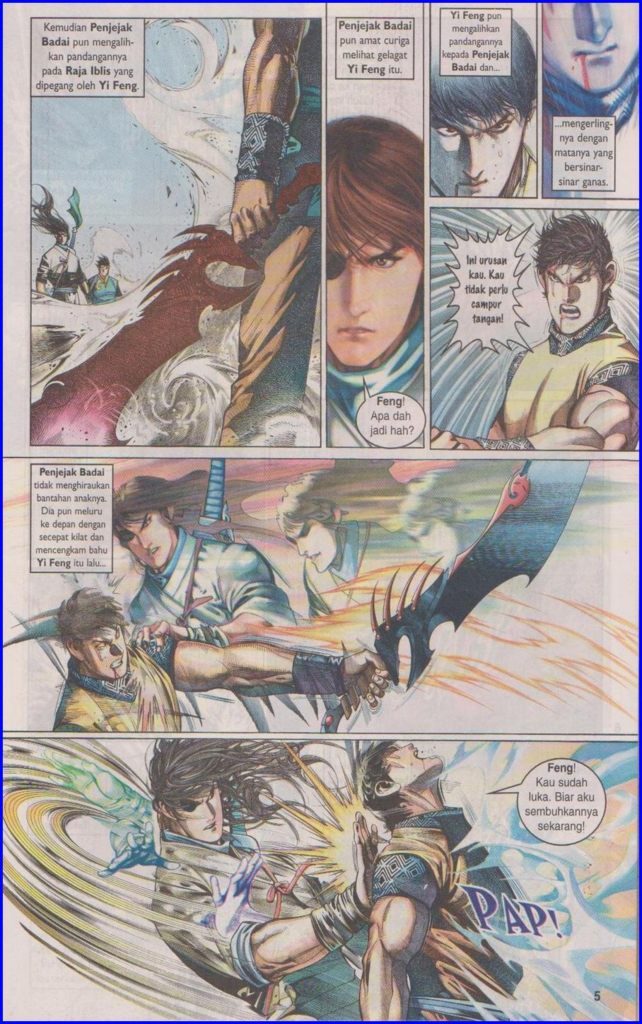 Kemudian Penjejak
Badai pun mengalih-
kan pandangannya
pada Raja Iblis yang
dipegang oleh Yi Feng.
Penjejak Badai
pun amat curiga
melihat gelagat
Yi Feng itu.
Feng!
Apa dah
jadi hah?
Yi Feng pun
mengalihkan
pandangannya
kepada Penjejak
Badai dan...
...mengerling-
nya dengan
matanya yang
bersinar-
sinar ganas.
Ini urusan
kau. Kau
tidak perlu
campur
tangan!
Penjejak Badai
tidak menghiraukan
bantahan anaknya.
Dia pun meluru
ke depan dengan
secepat kilat dan
mencengkam bahu
Yi Feng itu lalu...
Feng!
Kau sudah
luka. Biar aku
sembuhkannya
sekarang!
PAP!
5